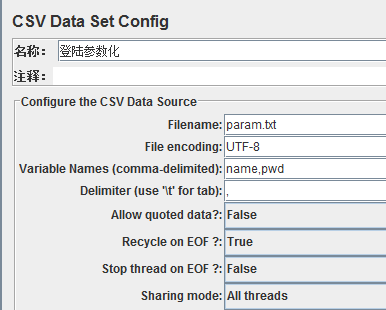 CSV Data Set Config
名称： 登陆参数化
注释：
Configure the CSV Data Source
Filename: param.txt
File encoding: UTF-8
Variable Names (comma-delimited): name,pwd
Delimiter (use '\t' for tab): ,
Allow quoted data?: False
Recycle on EOF ?: True
Stop thread on EOF ?: False
Sharing mode: All threads